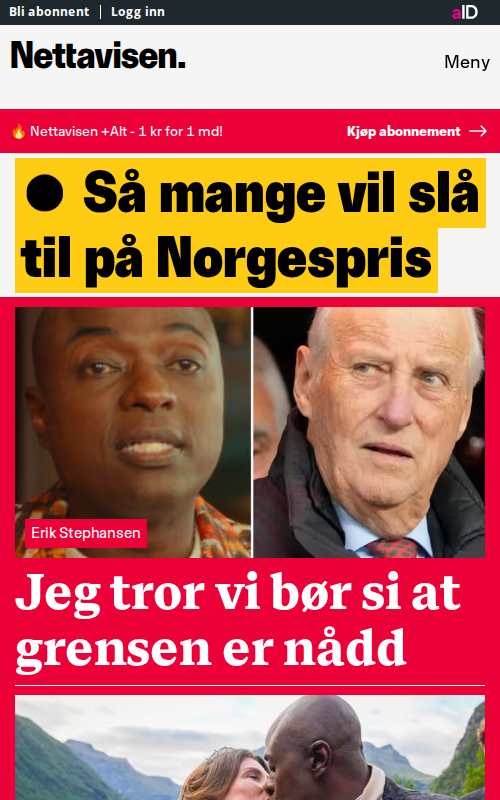 Bli abonnent | Logg inn
aID
Nettavisen.
Meny
🔥 Nettavisen +Alt - 1 kr for 1 md!
Kjøp abonnement →
● Så mange vil slå
til på Norgespris
Erik Stephansen
Jeg tror vi bør si at
grensen er nådd